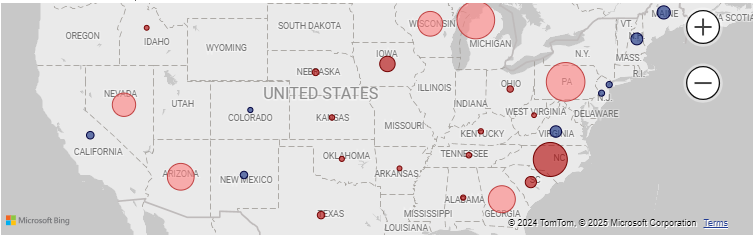 MAINE
SOUTH DAKOTA
WISCONSIN
VT.
+
OREGON
IDAHO
WYOMING
MICHIGAN
N.H.
A SCOTIA
IOWA
N.Y.
MASS.
R.I.
NEBRASKA
NEVADA
UTAH
UNITED STATES
ILLINOIS
OHIO
PA
N.J.
COLORADO
KANSAS
INDIANA
WEST VIRGINIA
DELAWARE
MISSOURI
KENTUCKY
VIRGINIA
CALIFORNIA
OKLAHOMA
TENNESSEE
NC
ARIZONA
NEW MEXICO
ARKANSAS
SC
ALABAMA
TEXAS
MISSISSIPPI
GEORGIA
LOUISIANA
Microsoft Bing
© 2024 TomTom, © 2025 Microsoft Corporation Terms